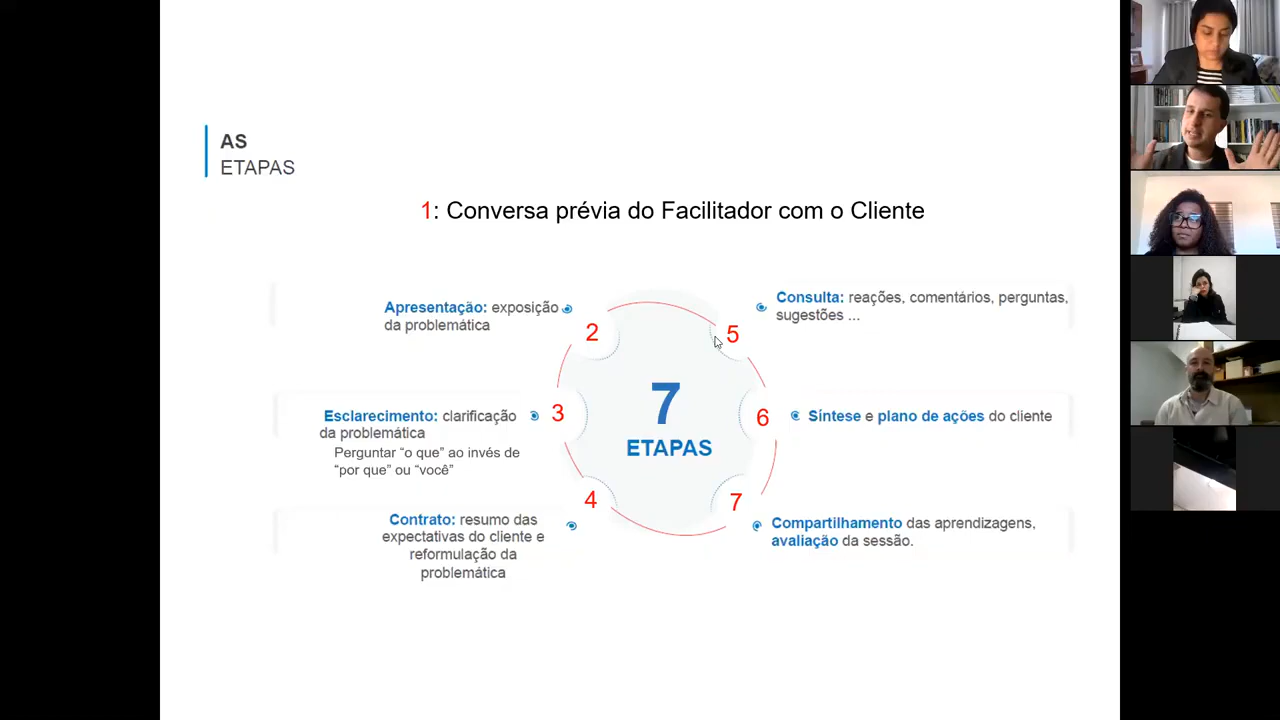 AS
ETAPAS
1: Conversa prévia do Facilitador com o Cliente
Apresentação: exposição
da problemática
2
Esclarecimento: clarificação
da problemática
Perguntar “o que” ao invés de
“por que” ou “você”
3
Contrato: resumo das
expectativas do cliente e
reformulação da
problemática
4
7
ETAPAS
5
Consulta: reações, comentários, perguntas,
sugestões ...
6
Síntese e plano de ações do cliente
7
Compartilhamento das aprendizagens,
avaliação da sessão.